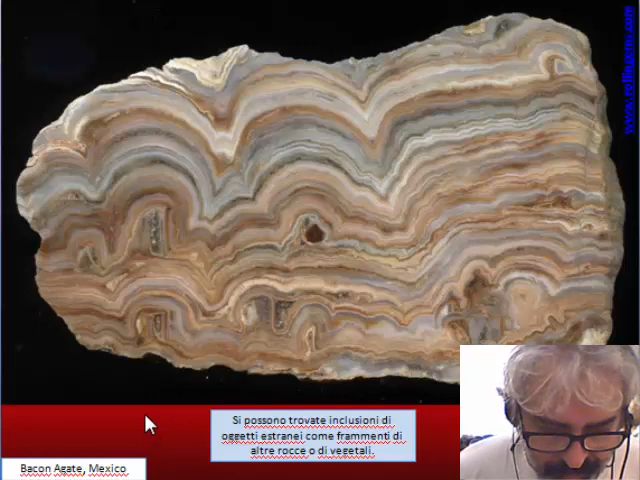 Si possono trovate inclusioni di
oggetti estranei come frammenti di
altre rocce o di vegetali.
Bacon Agate, Mexico